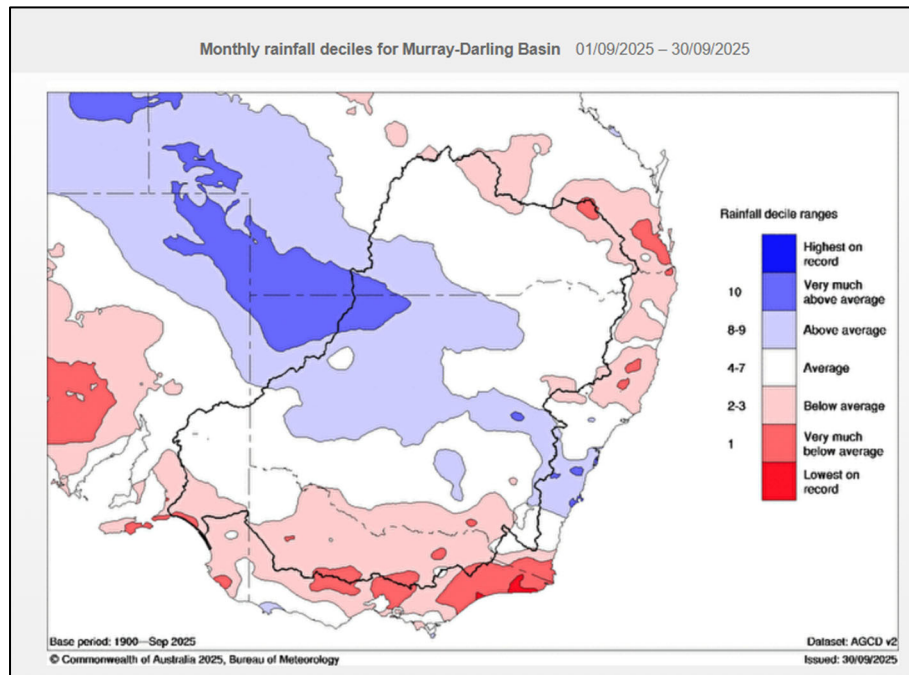 Monthly rainfall deciles for Murray-Darling Basin 01/09/2025 – 30/09/2025
Rainfall decile ranges
Highest on
record
10 Very much
above average
8-9 Above average
4-7 Average
2-3 Below average
1 Very much
below average
Lowest on
record
Base period: 1900—Sep 2025 Dataset: AGCD v2
© Commonwealth of Australia 2025, Bureau of Meteorology Issued: 30/09/2025